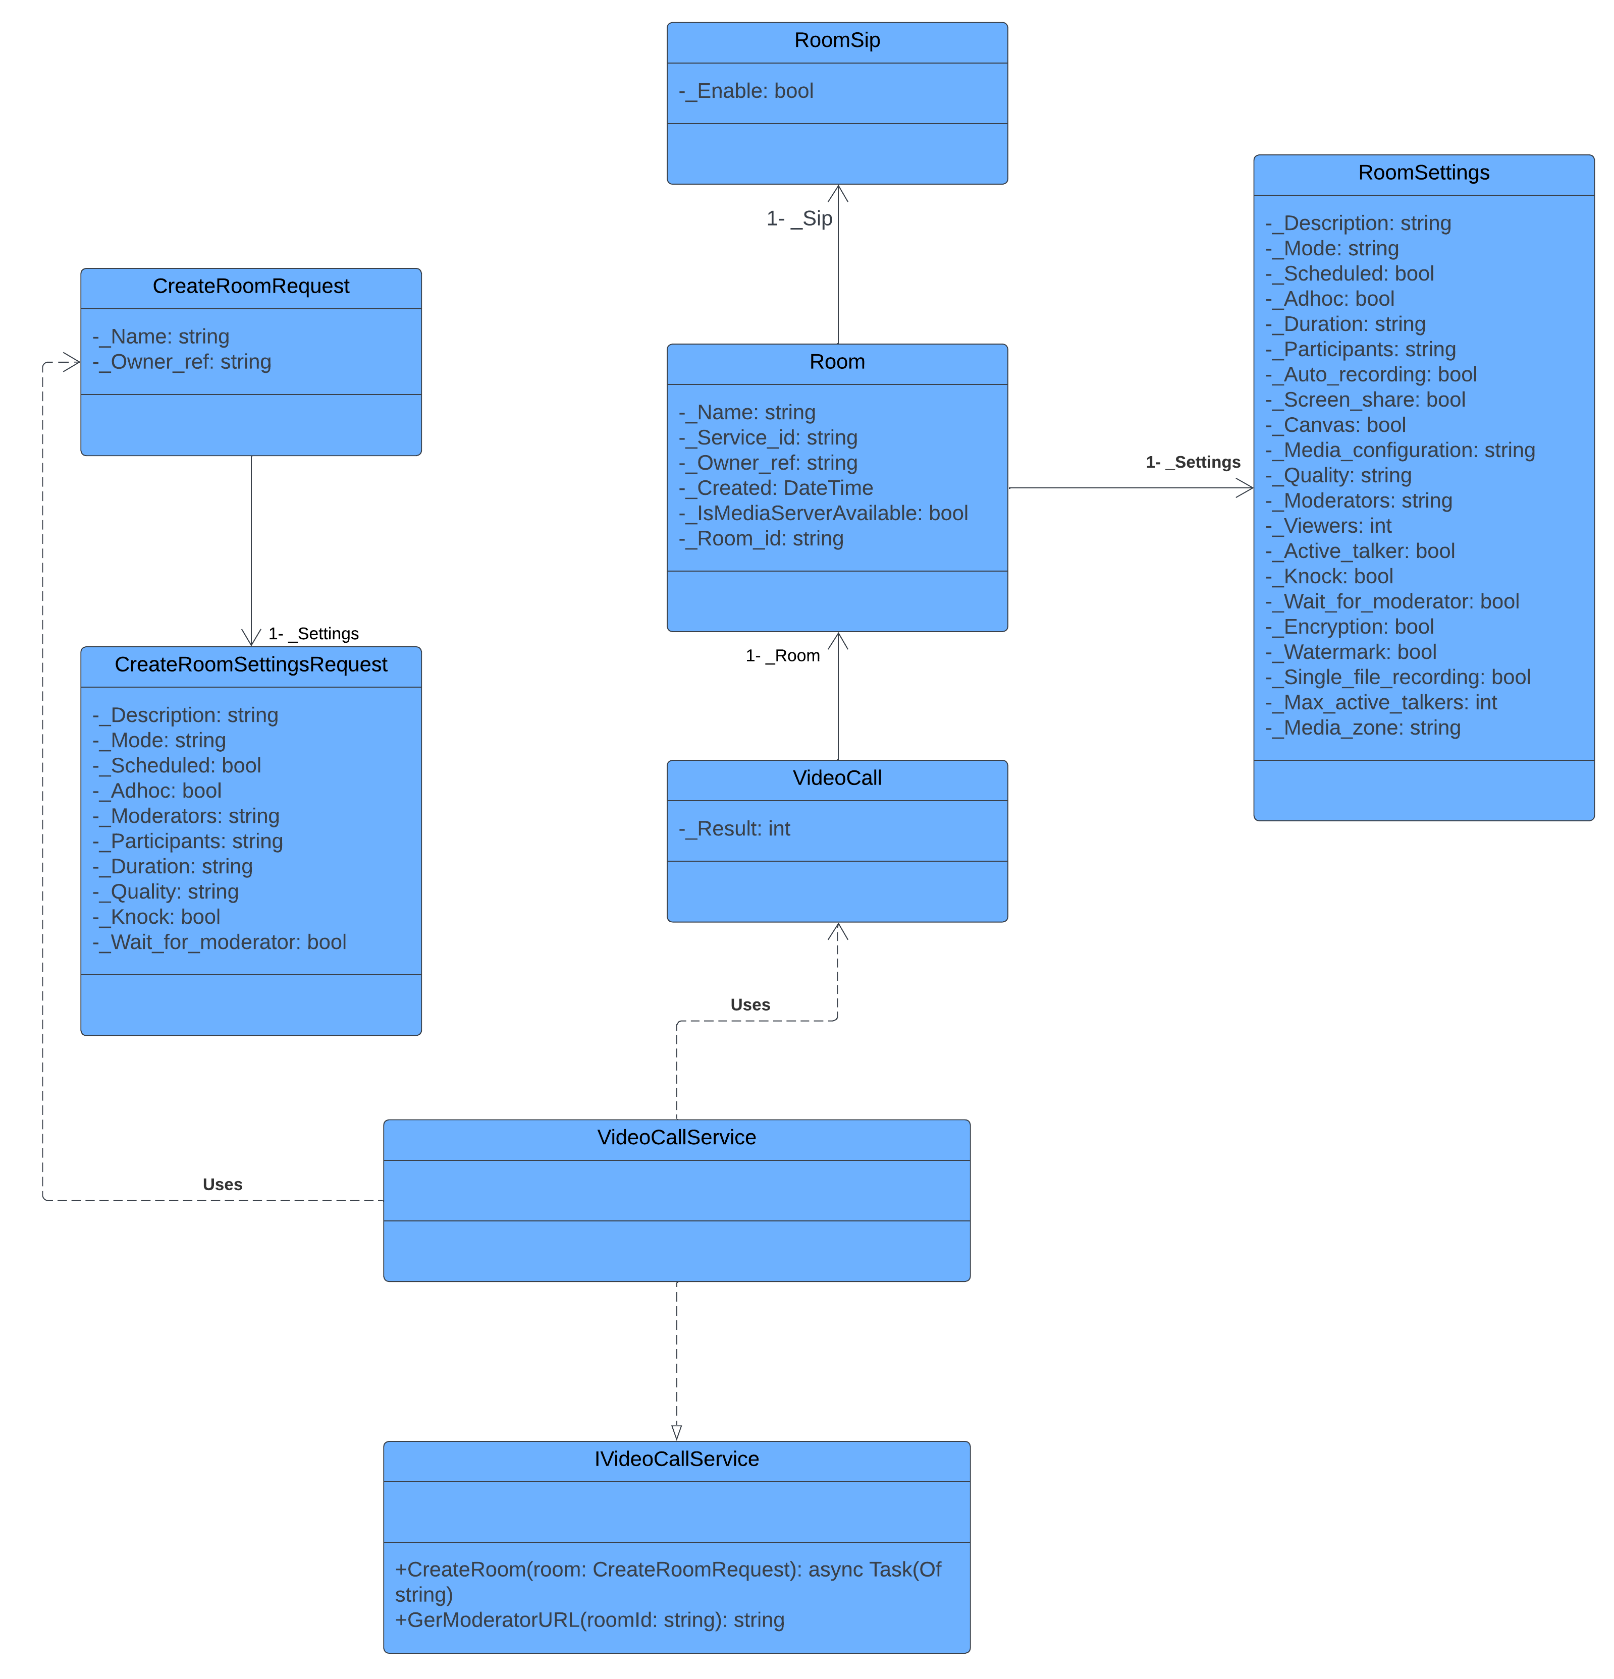 RoomSip
-_Enable: bool
1- _Sip
RoomSettings
-_Description: string
-_Mode: string
-_Scheduled: bool
-_Adhoc: bool
-_Duration: string
-_Participants: string
-_Auto_recording: bool
-_Screen_share: bool
-_Canvas: bool
-_Media_configuration: string
-_Quality: string
-_Moderators: string
-_Viewers: int
-_Active_talker: bool
-_Knock: bool
-_Wait_for_moderator: bool
-_Encryption: bool
-_Watermark: bool
-_Single_file_recording: bool
-_Max_active_talkers: int
-_Media_zone: string
CreateRoomRequest
-_Name: string
-_Owner_ref: string
Room
-_Name: string
-_Service_id: string
-_Owner_ref: string
-_Created: DateTime
-_IsMediaServerAvailable: bool
-_Room_id: string
1- _Settings
1- _Settings
CreateRoomSettingsRequest
-_Description: string
-_Mode: string
-_Scheduled: bool
-_Adhoc: bool
-_Moderators: string
-_Participants: string
-_Duration: string
-_Quality: string
-_Knock: bool
-_Wait_for_moderator: bool
1- _Room
VideoCall
-_Result: int
Uses
VideoCallService
Uses
IVideoCallService
+CreateRoom(room: CreateRoomRequest): async Task(Of
string)
+GerModeratorURL(roomId: string): string